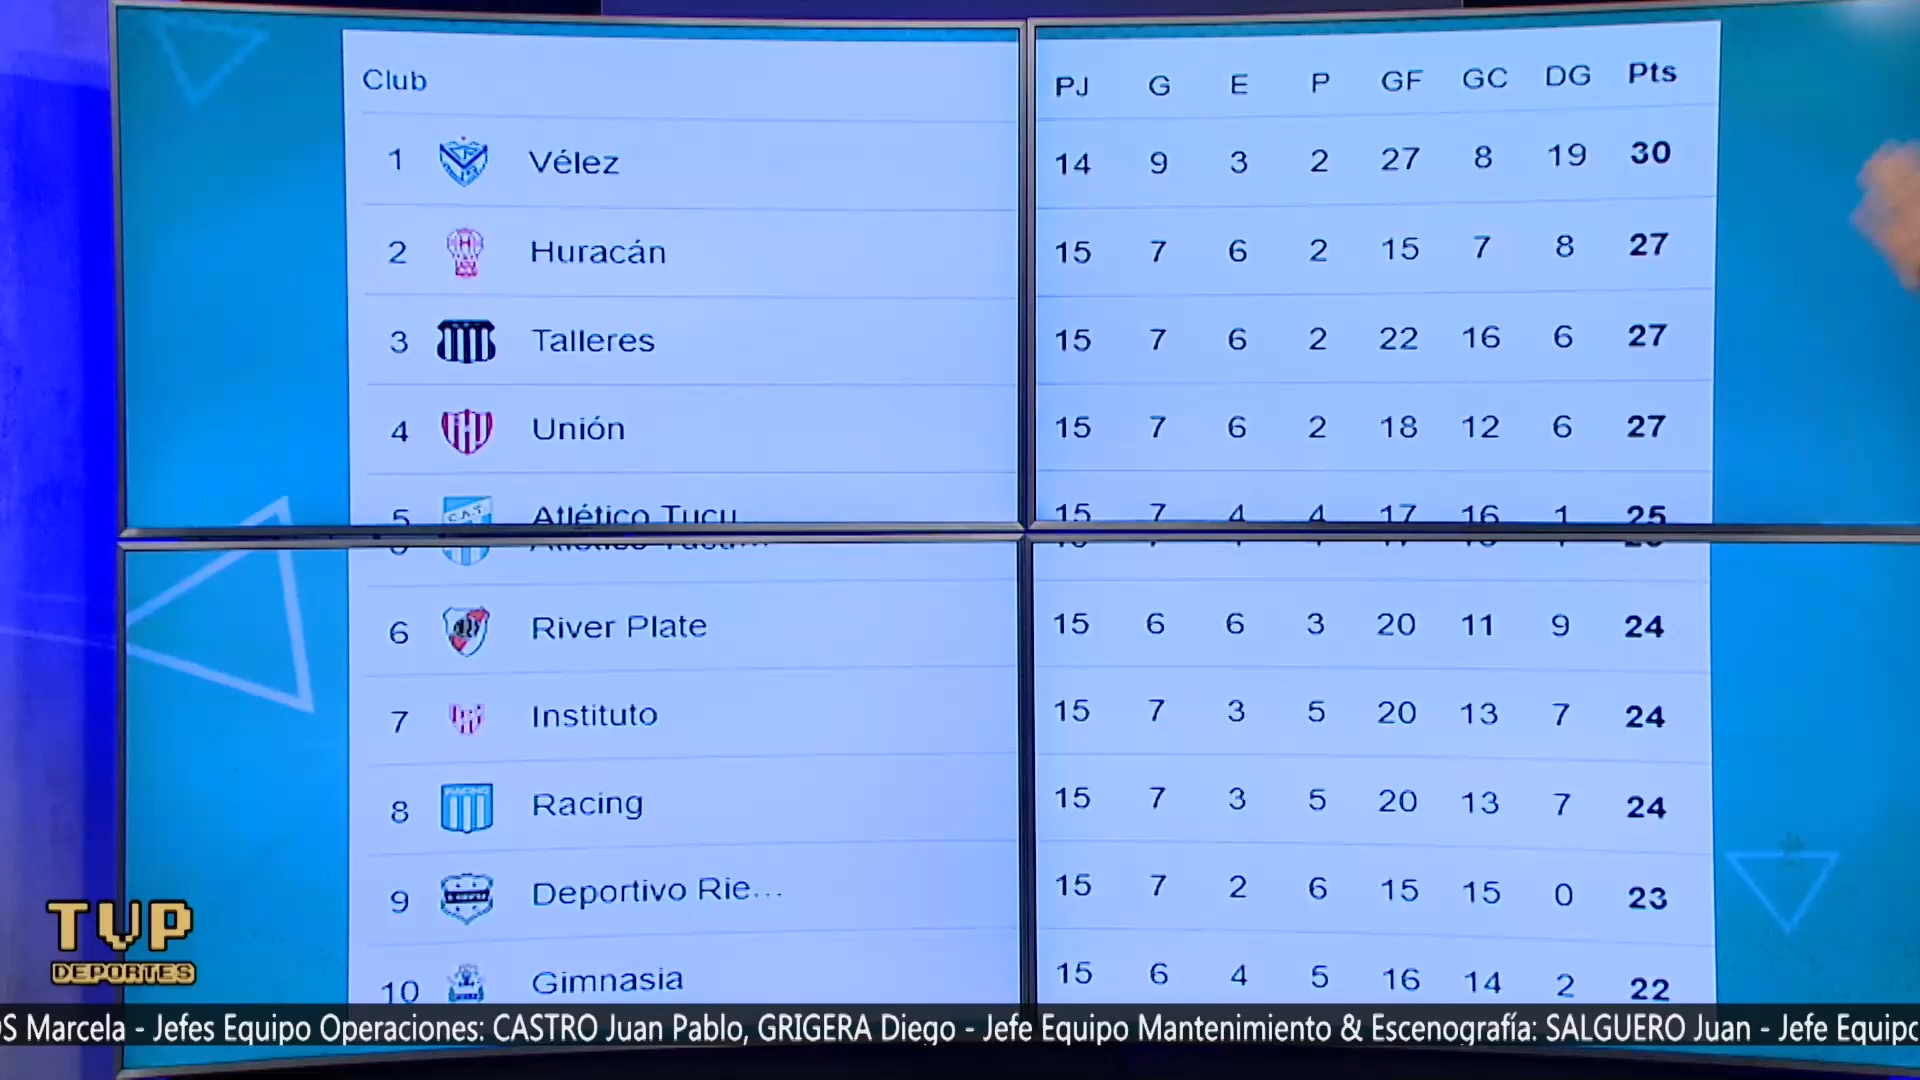 Club PJ G E P GF GC DG Pts
1 Vélez 14 9 3 2 27 8 19 30
2 Huracán 15 7 6 2 15 7 8 27
3 Talleres 15 7 6 2 22 16 6 27
4 Unión 15 7 6 2 18 12 6 27
5 Atlético Tucu... 15 7 4 4 17 16 1 25
6 River Plate 15 6 6 3 20 11 9 24
7 Instituto 15 7 3 5 20 13 7 24
8 Racing 15 7 3 5 20 13 7 24
9 Deportivo Rie... 15 7 2 6 15 15 0 23
10 Gimnasia 15 6 4 5 16 14 2 22
TVP
DEPORTES
OS Marcela - Jefes Equipo Operaciones: CASTRO Juan Pablo, GRIGERA Diego - Jefe Equipo Mantenimiento & Escenografía: SALGUERO Juan - Jefe Equipo